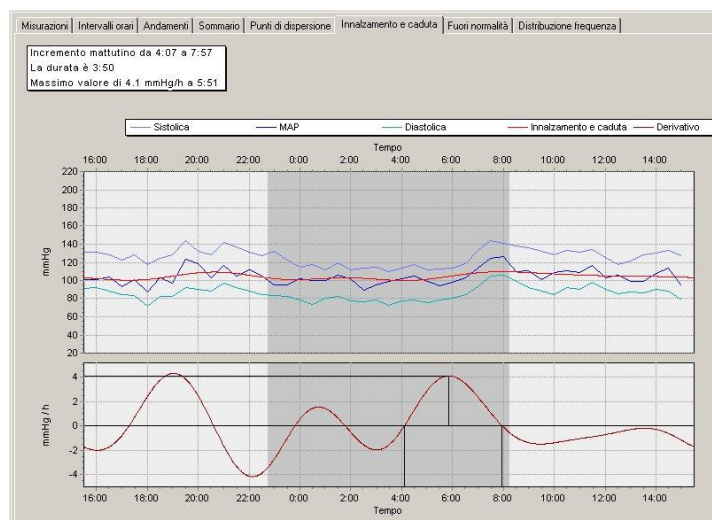 Misurazioni Intervalli orari Andamenti Sommario Punti di dispersione Innalzamento e caduta Fuori normalità Distribuzione frequenza
Incremento mattutino da 4:07 a 7:57
La durata è 3:50
Massimo valore di 4.1 mmHg/h a 5:51
Sistolica MAP Diastolica Innalzamento e caduta Derivativo
Tempo
16:00 18:00 20:00 22:00 0:00 2:00 4:00 6:00 8:00 10:00 12:00 14:00
220
200
180
160
140
120
100
80
60
40
20
mmHg
4
2
0
-2
-4
mmHg / h
16:00 18:00 20:00 22:00 0:00 2:00 4:00 6:00 8:00 10:00 12:00 14:00
Tempo